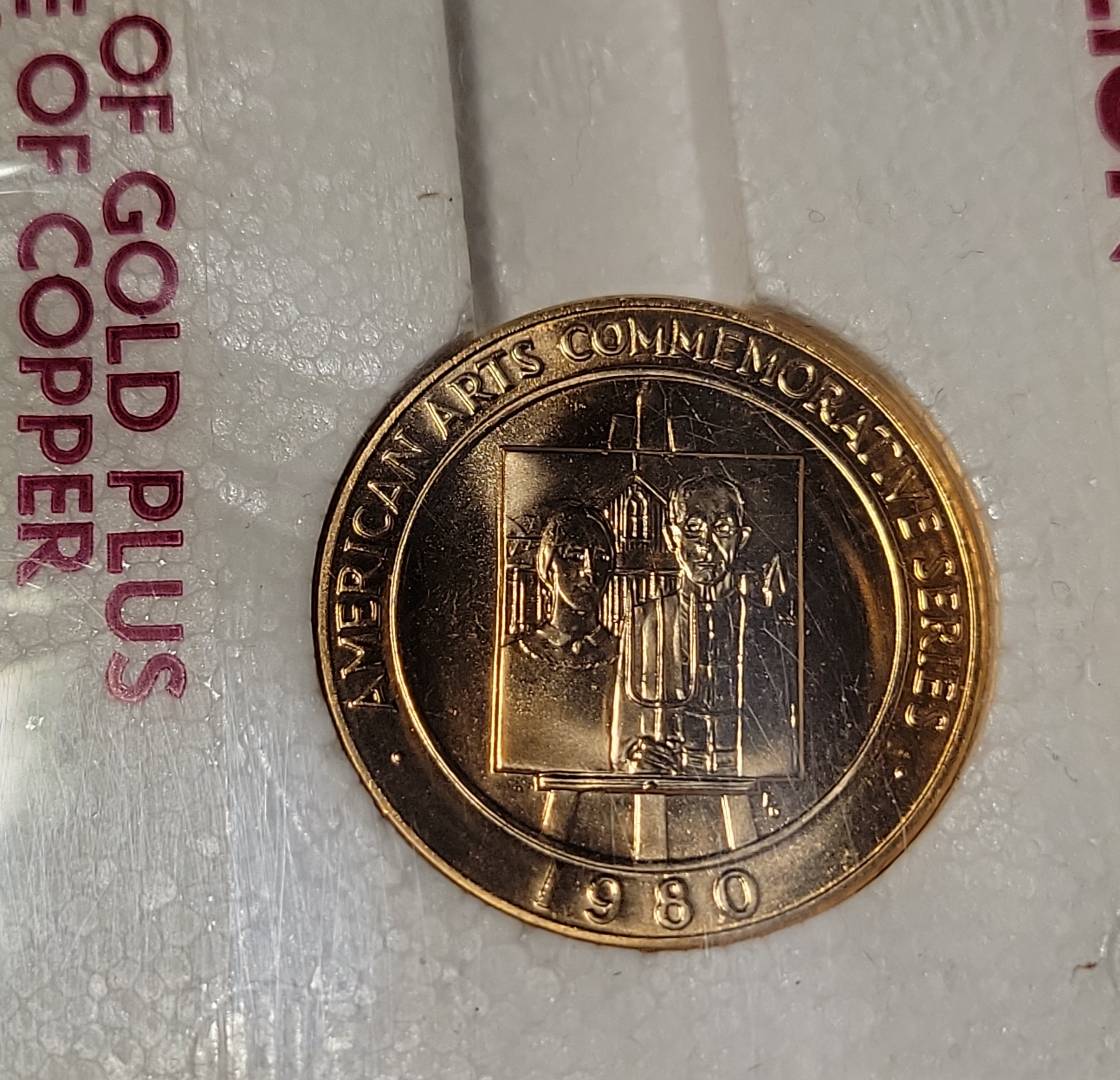 OF GOLD PLUS
OF COPPER
AMERICAN ARTS COMMEMORATIVE SERIES
1980